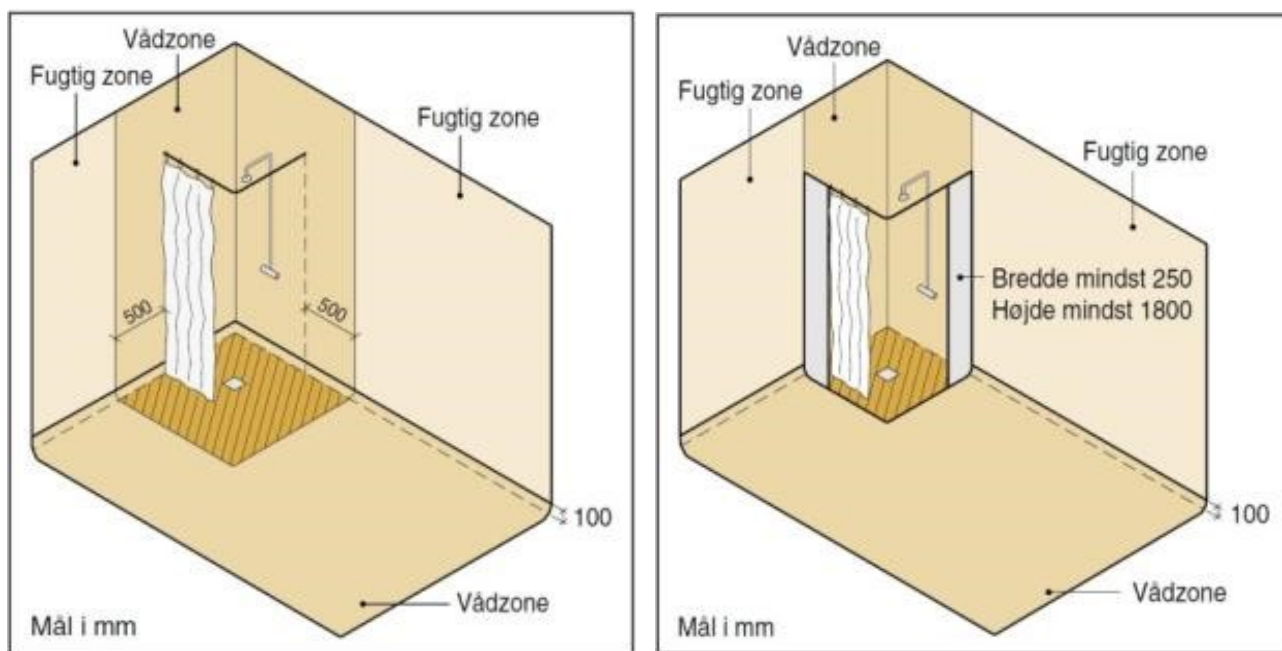 Vådzone
Fugtig zone
Fugtig zone
500
500
100
Vådzone
Mål i mm
Vådzone
Fugtig zone
Fugtig zone
Bredde mindst 250
Højde mindst 1800
100
Vådzone
Mål i mm